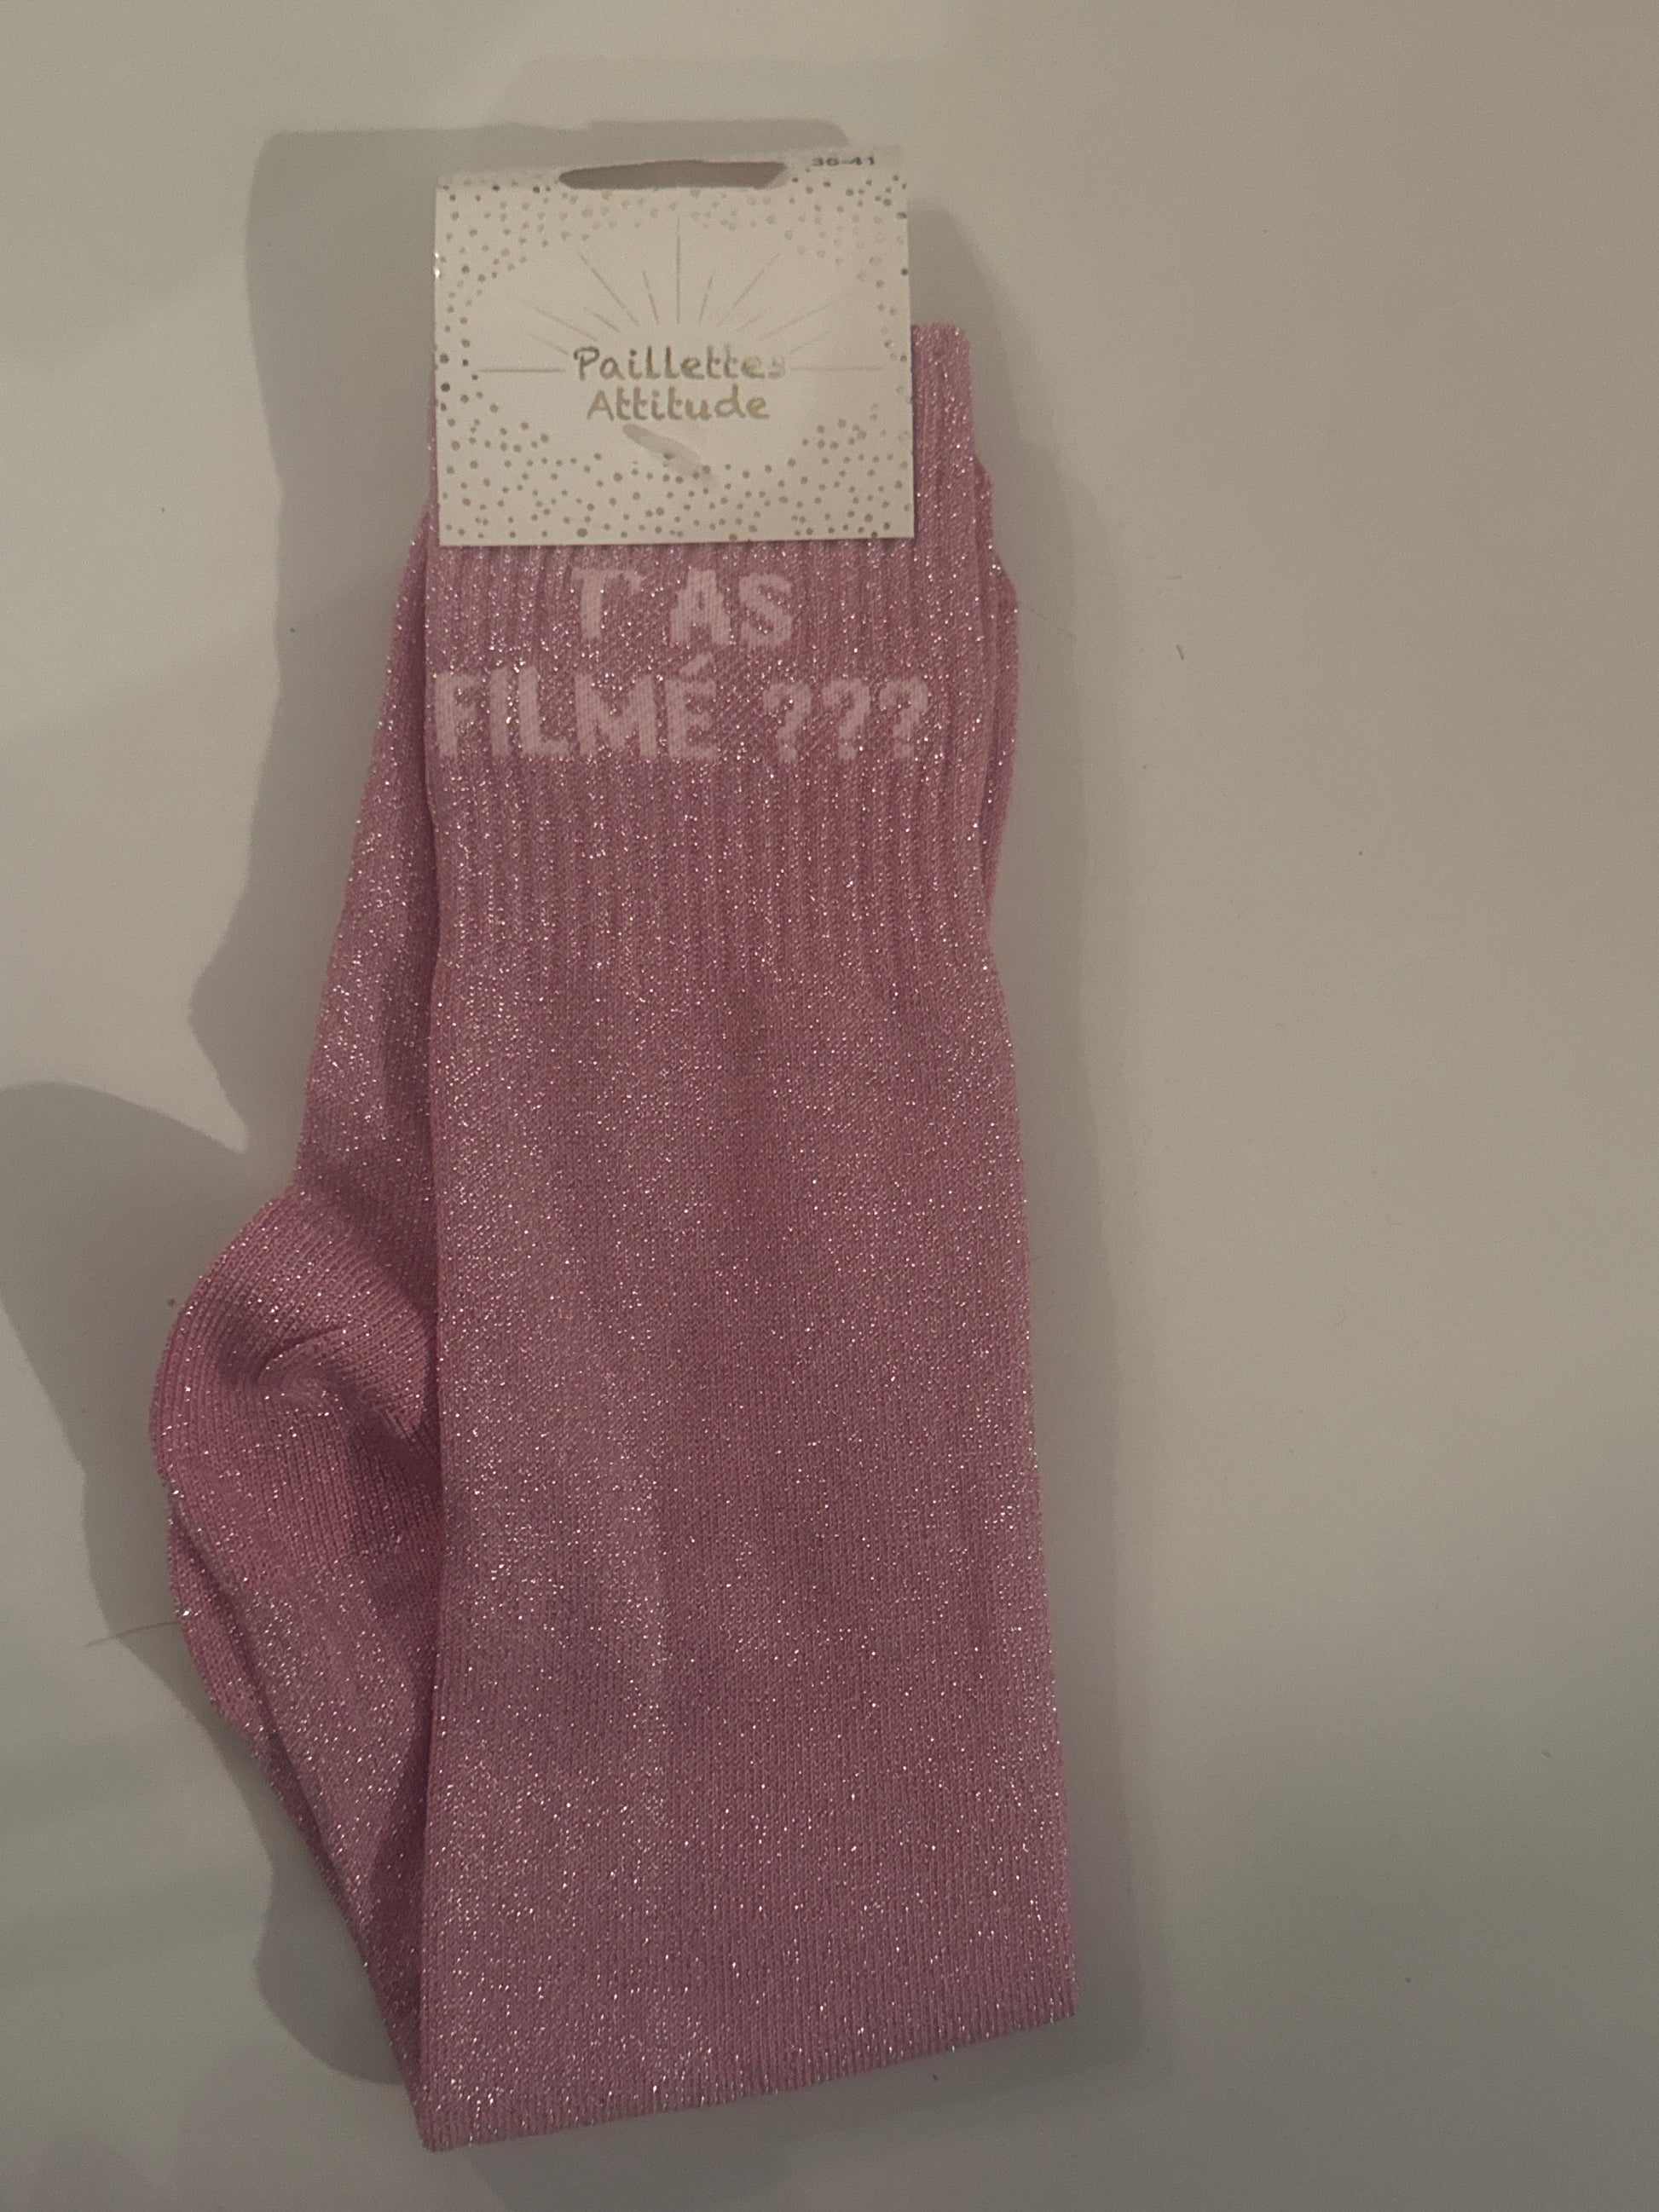 36-41
Paillettes
Attitude
T'AS
FILMÉ ???